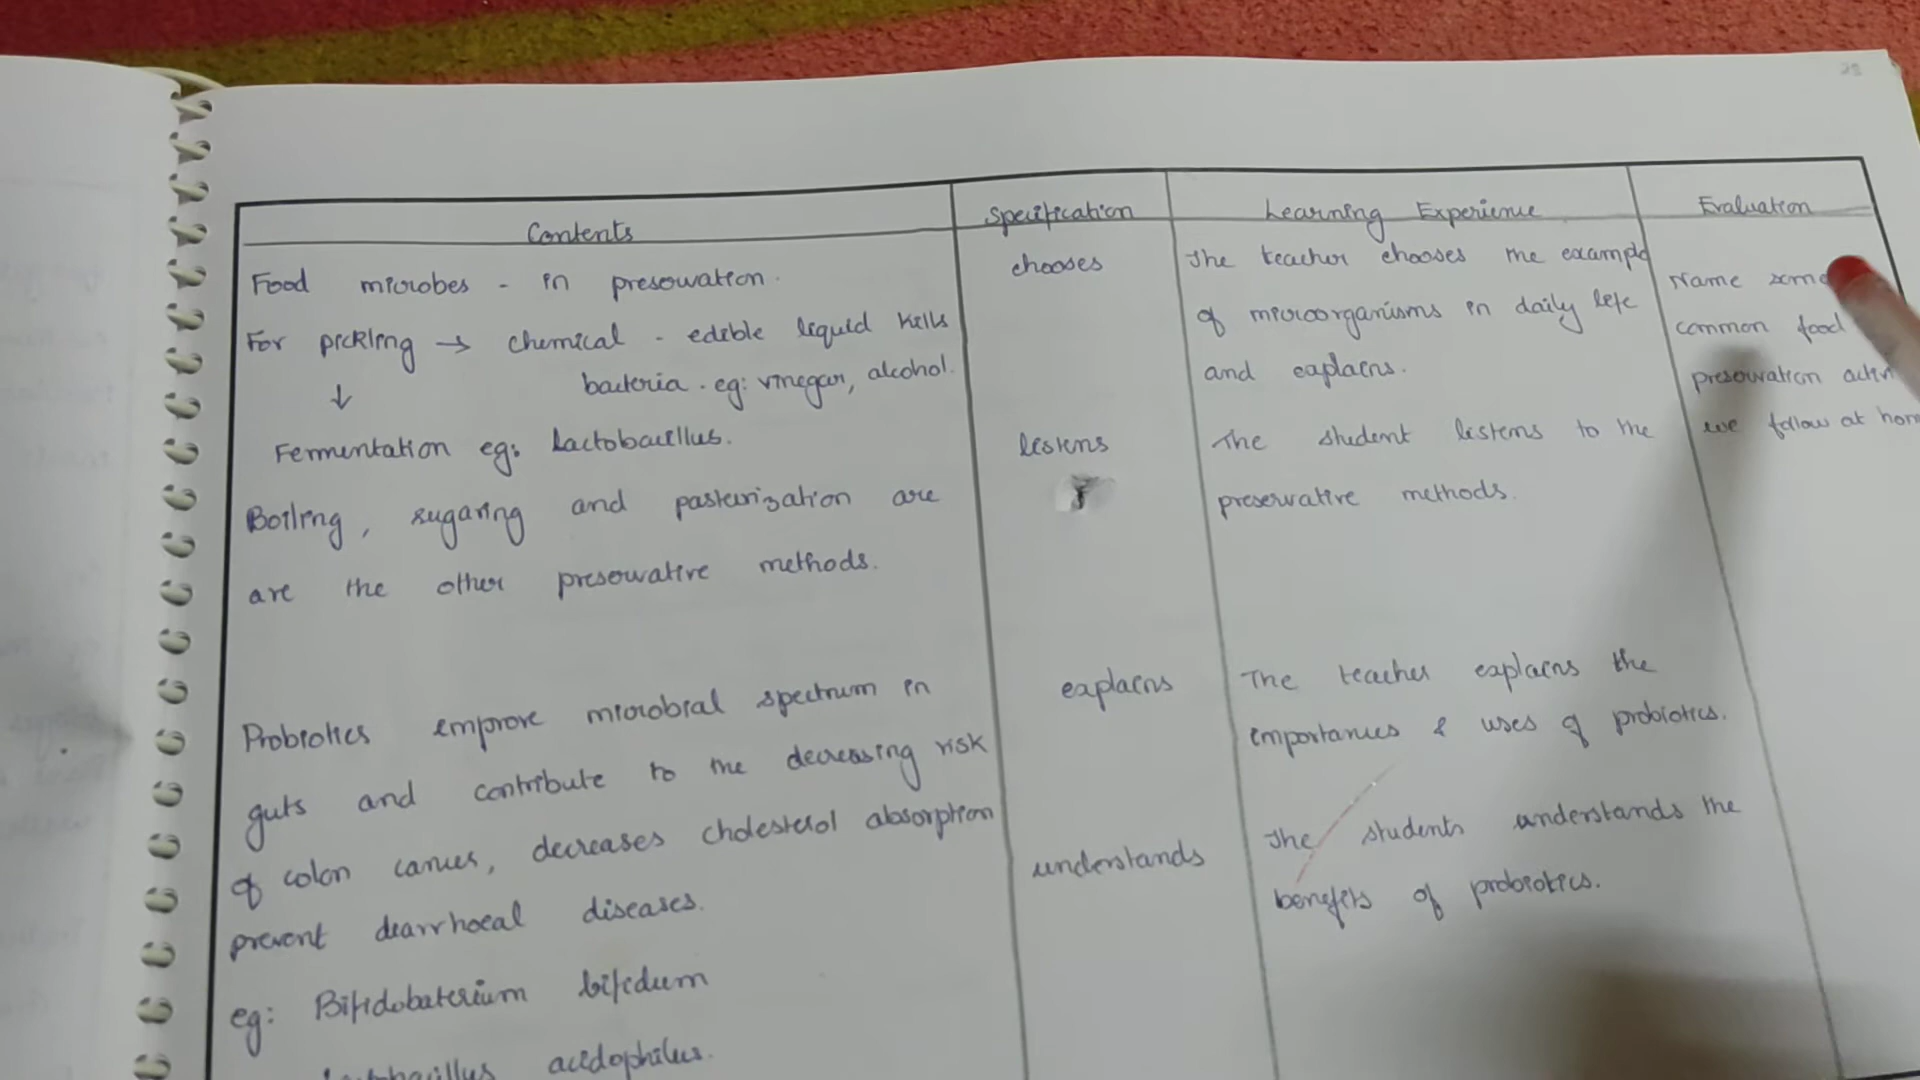 Contents
Food microbes - in preservation.
For pickling → chemical - edible liquid kills
bacteria. eg: vinegar, alcohol.
↓
Fermentation eg: Lactobacillus.
Boiling, sugaring and pasteurization are
are the other preservative methods.
Probiotics improve microbial spectrum in
guts and contribute to the decreasing risk
of colon cancer, decreases cholesterol absorption
prevent diarrhoeal diseases.
eg: Bifidobaterium bifidum
Lactobacillus acidophilus.
Specification
chooses
listens
explains
understands
Learning Experience
The teacher chooses the example
of microorganisms in daily life
and explains.
The student listens to the
preservative methods.
The teacher explains the
importances & uses of probiotics.
The students understands the
benefits of probiotics.
Evaluation
Name some
common food
preservation
we follow at